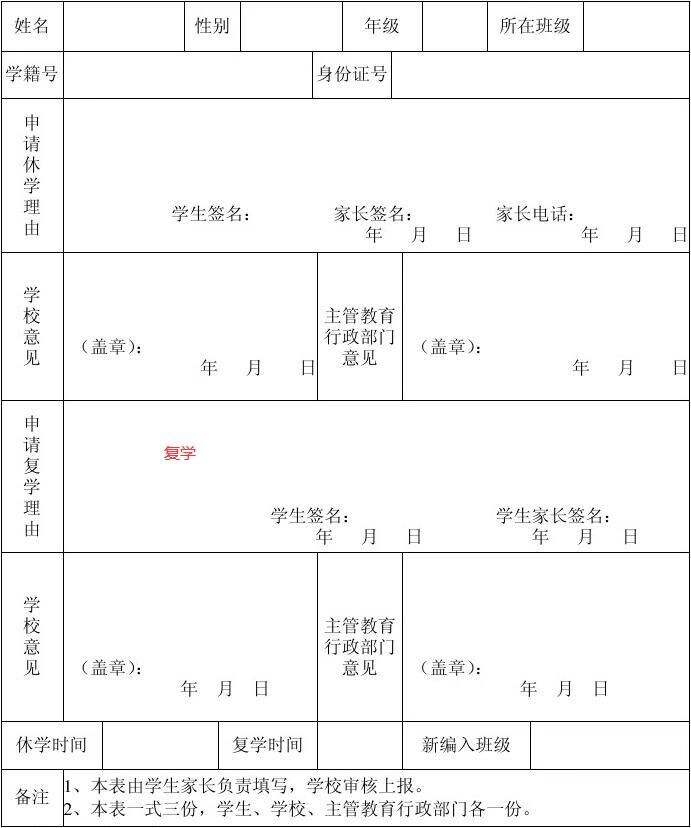 姓名 性别 年级 所在班级
学籍号 身份证号
申请休学理由
学生签名： 家长签名： 家长电话：
年 月 日 年 月 日
学校意见
（盖章）：
年 月 日
主管教育
行政部门
意见
（盖章）：
年 月 日
申请复学理由
复学
学生签名： 学生家长签名：
年 月 日 年 月 日
学校意见
（盖章）：
年 月 日
主管教育
行政部门
意见
（盖章）：
年 月 日
休学时间 复学时间 新编入班级
备注
1、本表由学生家长负责填写，学校审核上报。
2、本表一式三份，学生、学校、主管教育行政部门各一份。